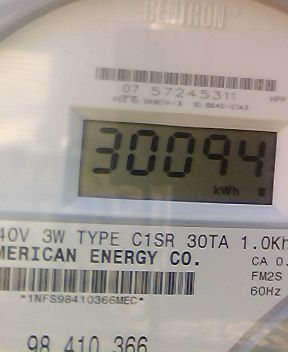 CENTRON®
07 57245311
30094
kWh
40V 3W TYPE C1SR 30TA 1.0Kh
MERICAN ENERGY CO.
CA 0.
FM2S
*1NFS98410366MEC*
60Hz
98 410 366